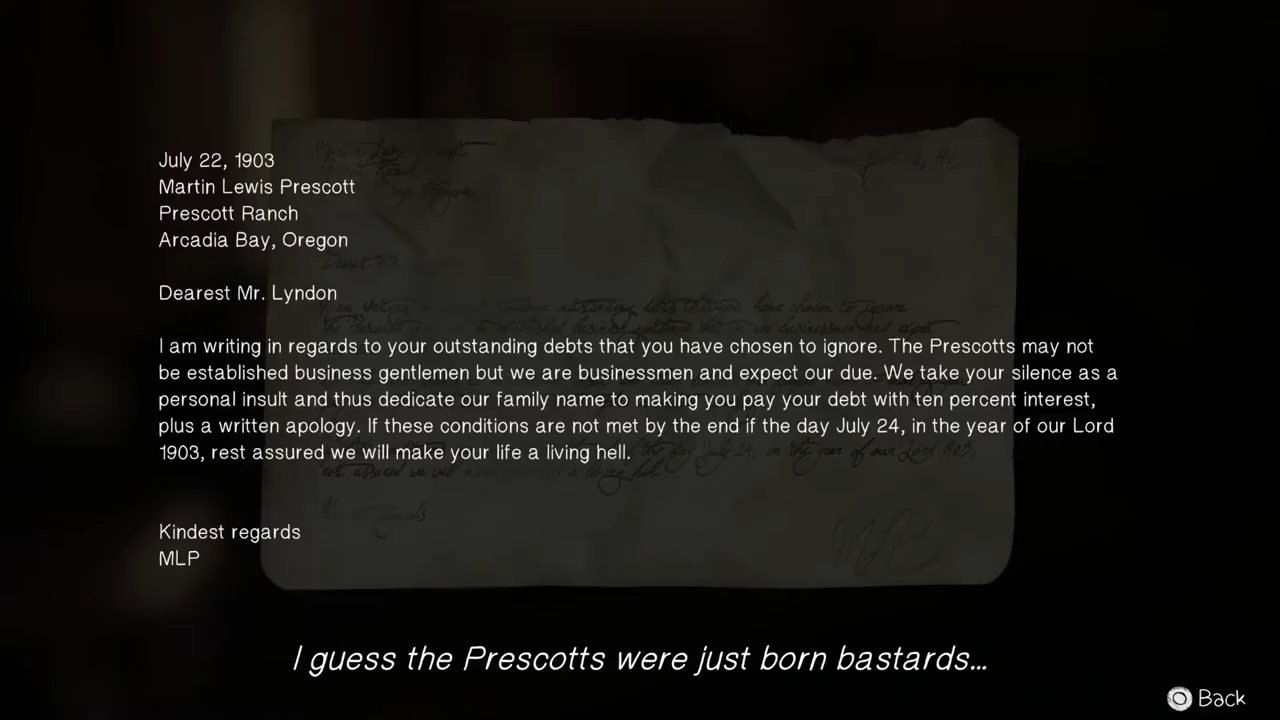 July 22, 1903
Martin Lewis Prescott
Prescott Ranch
Arcadia Bay, Oregon
Dearest Mr. Lyndon
I am writing in regards to your outstanding debts that you have chosen to ignore. The Prescotts may not
be established business gentlemen but we are businessmen and expect our due. We take your silence as a
personal insult and thus dedicate our family name to making you pay your debt with ten percent interest,
plus a written apology. If these conditions are not met by the end if the day July 24, in the year of our Lord
1903, rest assured we will make your life a living hell.
Kindest regards
MLP
I guess the Prescotts were just born bastards...
Back